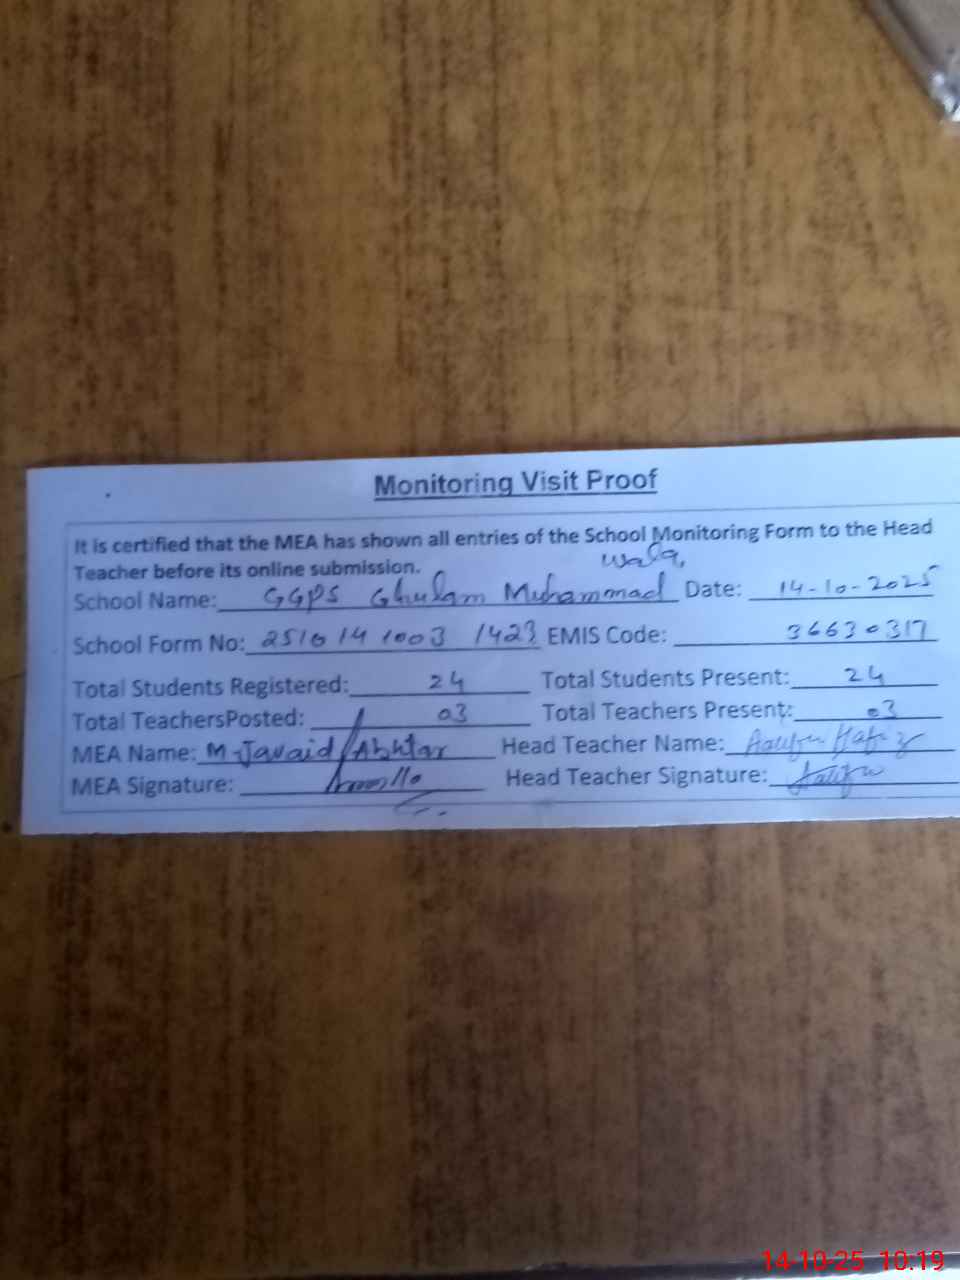 Monitoring Visit Proof
It is certified that the MEA has shown all entries of the School Monitoring Form to the Head
Teacher before its online submission.
School Name: GGPS Ghulam Muhammad Wala, Date: 14-10-2025
School Form No: 251014 1003 1423 EMIS Code: 36630317
Total Students Registered: 24 Total Students Present: 24
Total TeachersPosted: 03 Total Teachers Present: 03
MEA Name: M-Javaid Akhtar Head Teacher Name: Hafiz
MEA Signature: Head Teacher Signature:
14-10-25 10:19